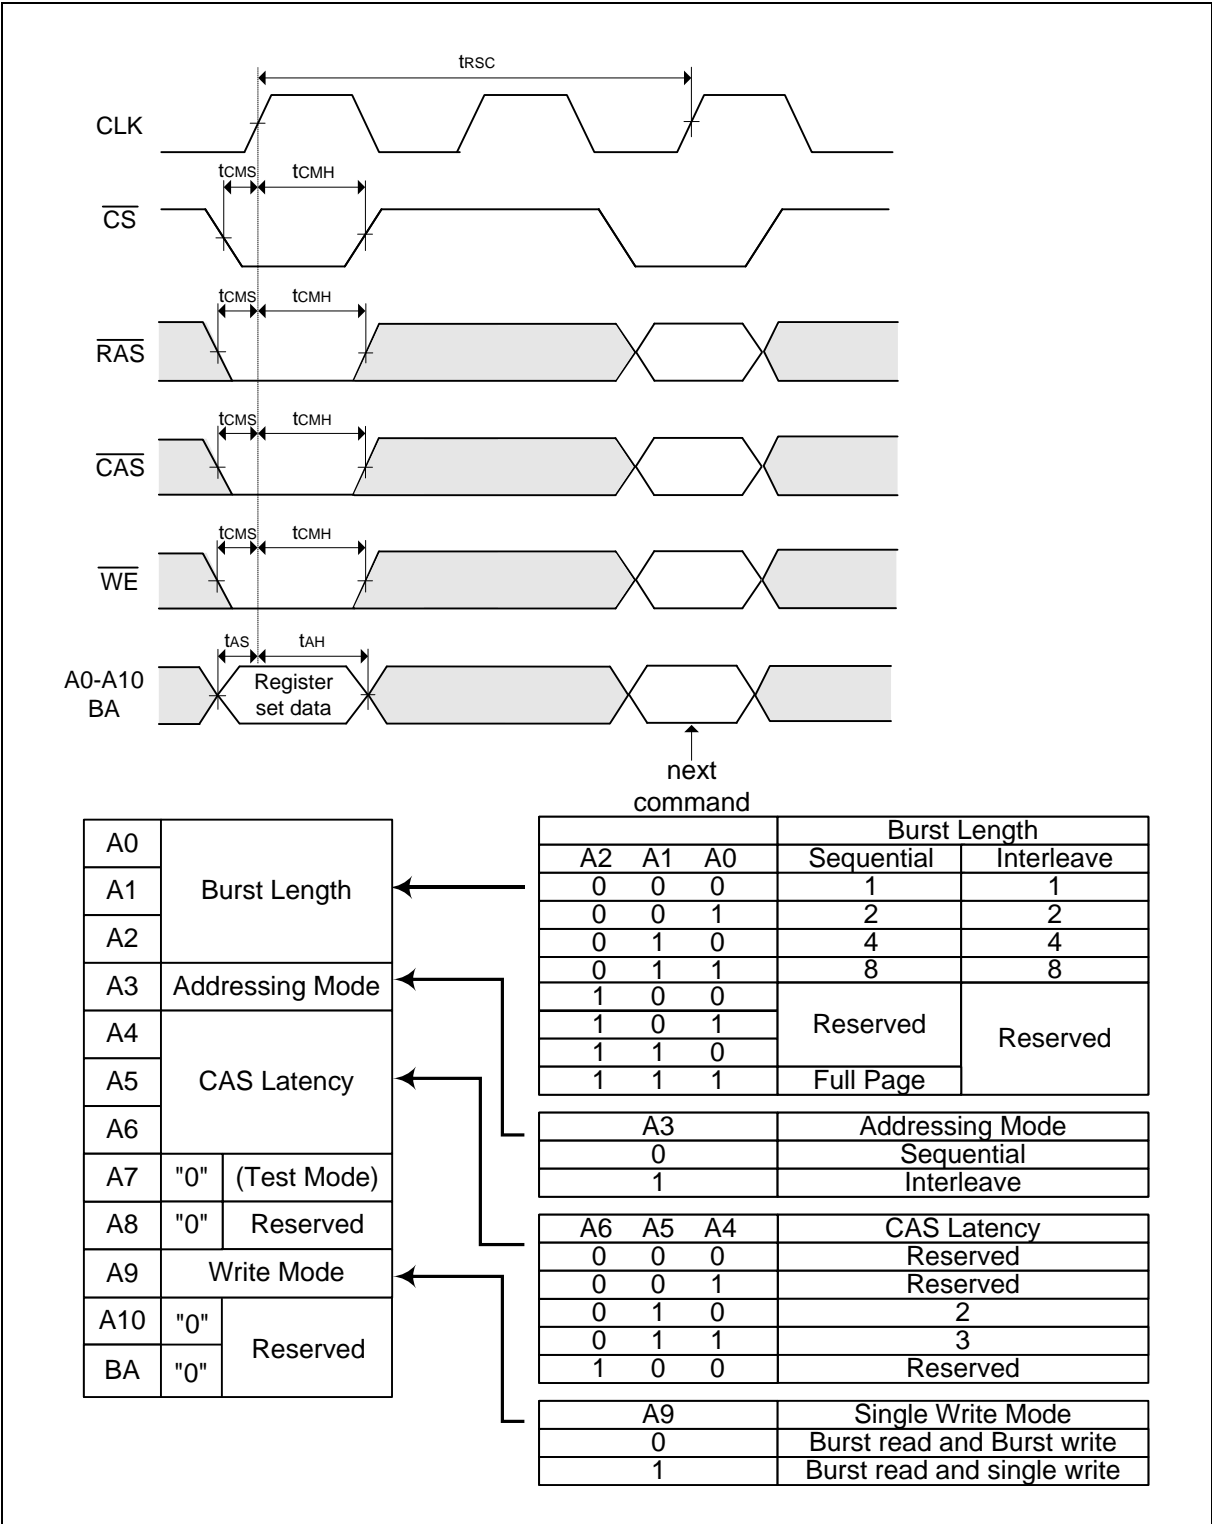 tRSC
CLK
tCMS tCMH
CS
tCMS tCMH
RAS
tCMS tCMH
CAS
tCMS tCMH
WE
tAS tAH
A0-A10
BA
Register
set data
next
command
A0
A1 Burst Length
A2
A3 Addressing Mode
A4
A5 CAS Latency
A6
A7 "0" (Test Mode)
A8 "0" Reserved
A9 Write Mode
A10 "0"
Reserved
BA "0"
Burst Length
A2 A1 A0 Sequential Interleave
0 0 0 1 1
0 0 1 2 2
0 1 0 4 4
0 1 1 8 8
1 0 0
1 0 1 Reserved
Reserved
1 1 0
1 1 1 Full Page
A3 Addressing Mode
0 Sequential
1 Interleave
A6 A5 A4 CAS Latency
0 0 0 Reserved
0 0 1 Reserved
0 1 0 2
0 1 1 3
1 0 0 Reserved
A9 Single Write Mode
0 Burst read and Burst write
1 Burst read and single write